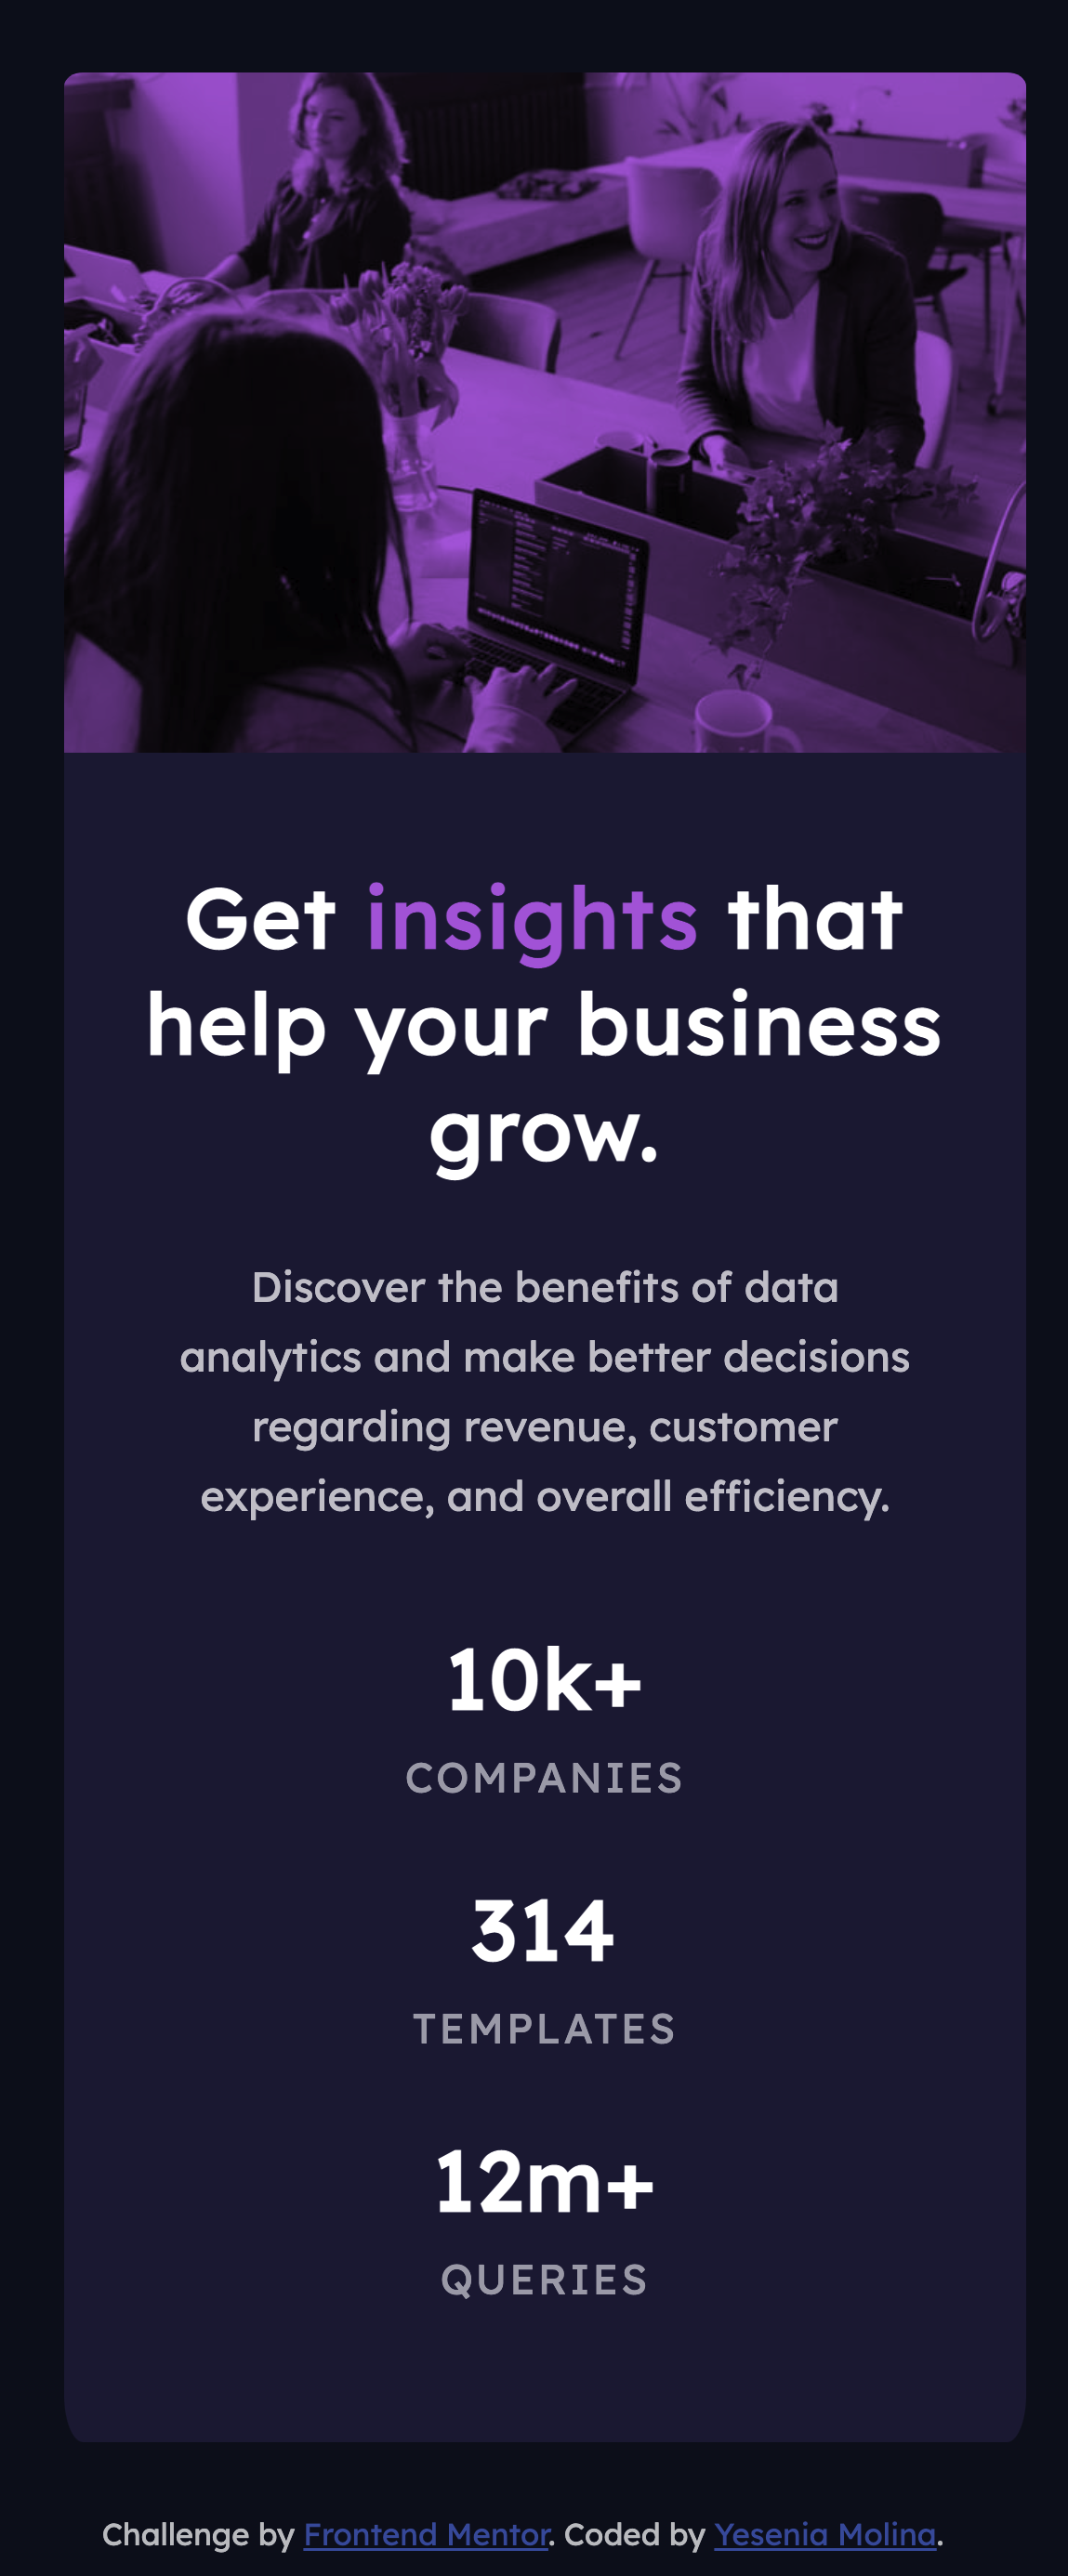 Get insights that
help your business
grow.
Discover the benefits of data
analytics and make better decisions
regarding revenue, customer
experience, and overall efficiency.
10k+
COMPANIES
314
TEMPLATES
12m+
QUERIES
Challenge by Frontend Mentor. Coded by Yesenia Molina.